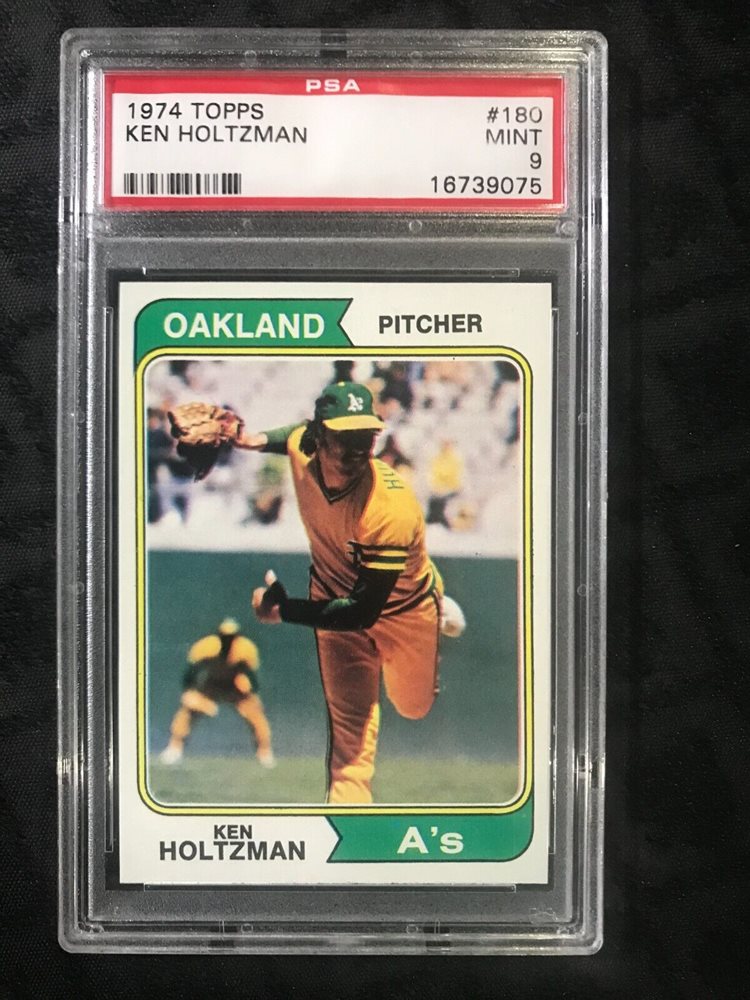 PSA
1974 TOPPS #180
KEN HOLTZMAN MINT
9
16739075
OAKLAND PITCHER
A's
KEN
HOLTZMAN A's